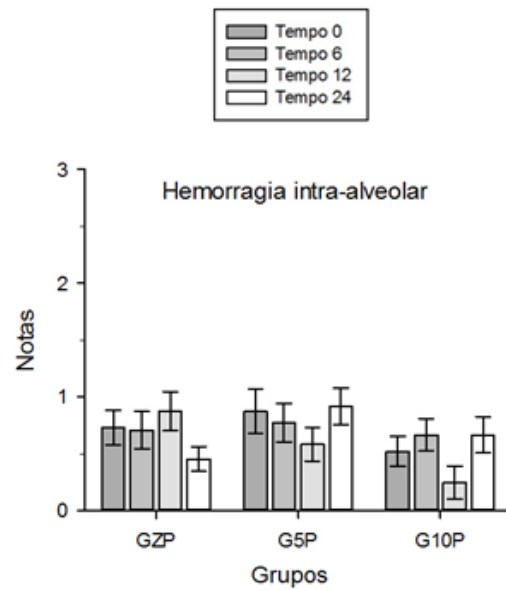 Tempo 0
Tempo 6
Tempo 12
Tempo 24
Hemorragia intra-alveolar
3
2
1
0
Notas
GZP G5P G10P
Grupos